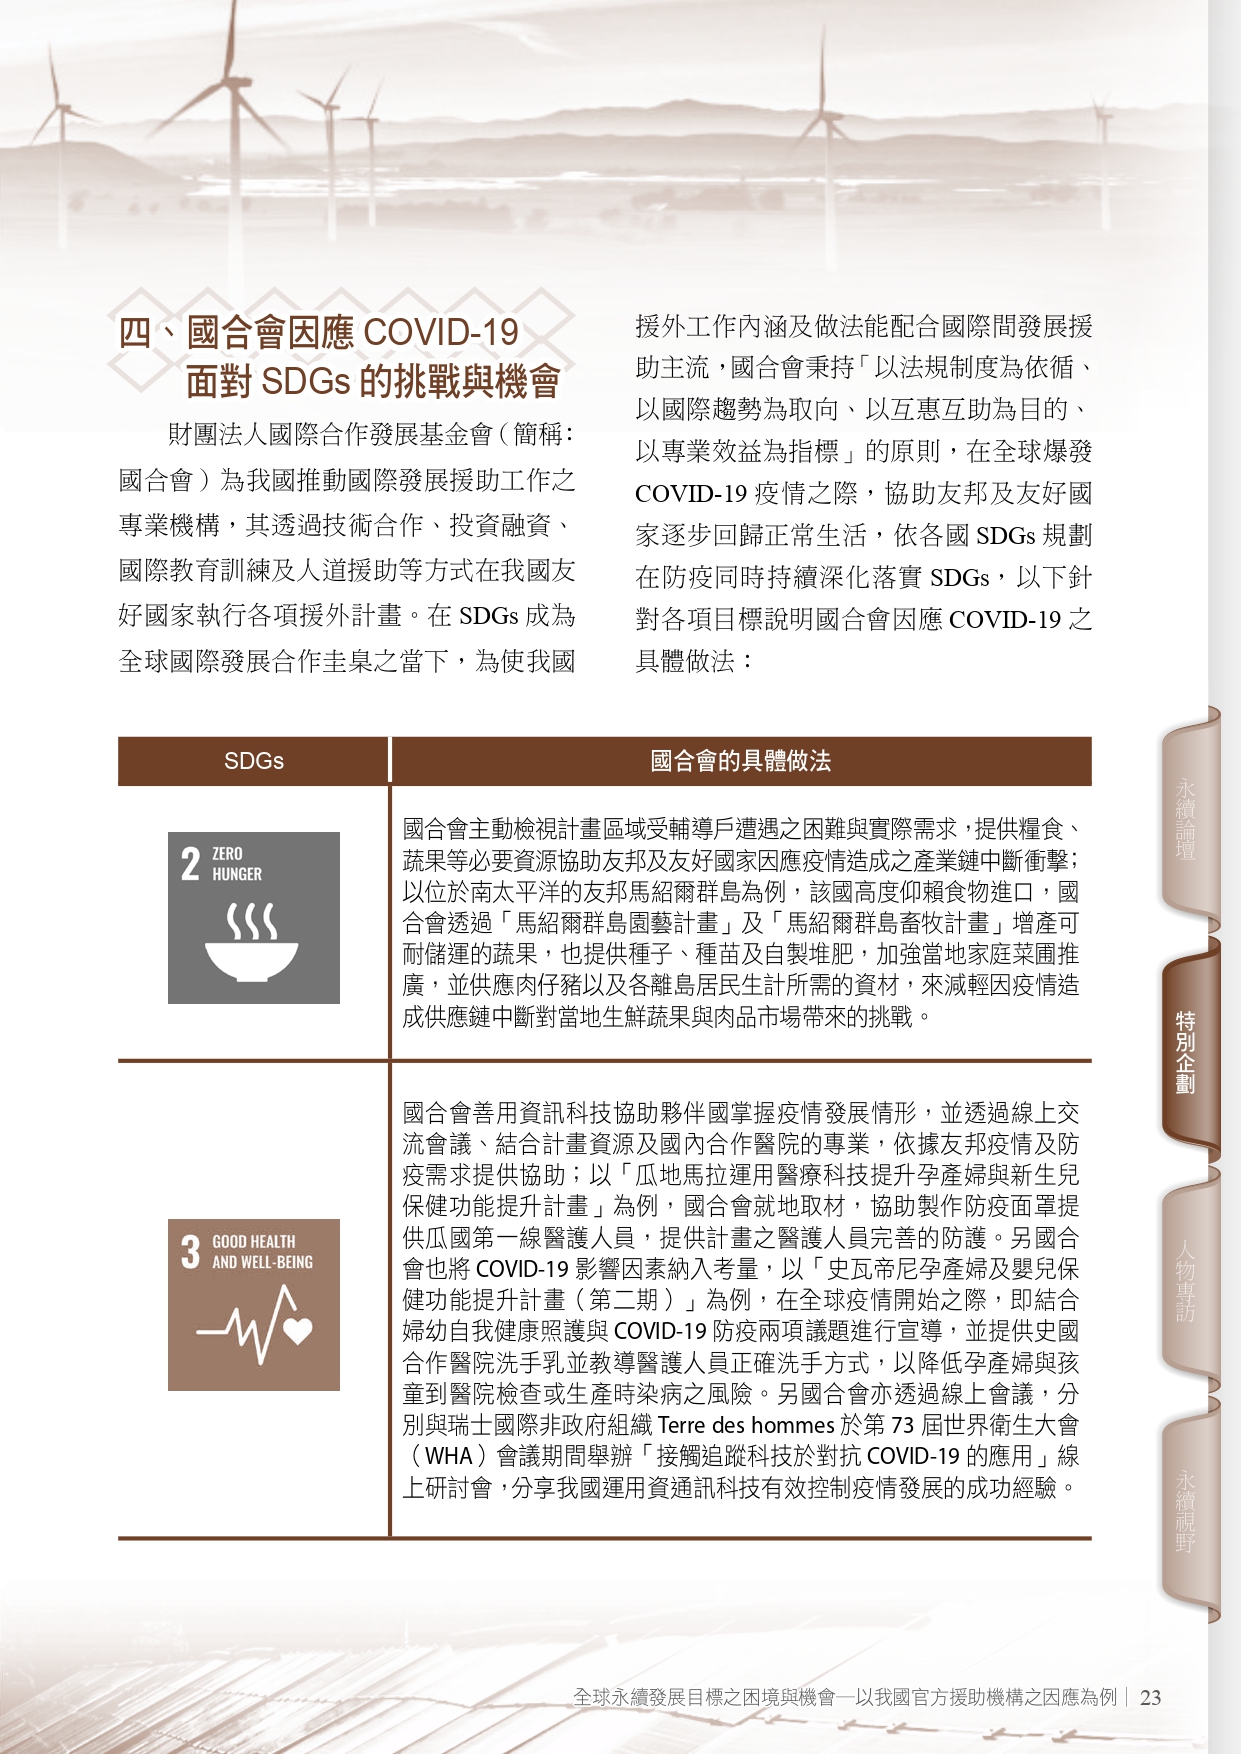 四、國合會因應 COVID-19
面對 SDGs 的挑戰與機會
財團法人國際合作發展基金會（簡稱：
國合會）為我國推動國際發展援助工作之
專業機構，其透過技術合作、投資融資、
國際教育訓練及人道援助等方式在我國友
好國家執行各項援外計畫。在 SDGs 成為
全球國際發展合作圭臬之當下，為使我國
援外工作內涵及做法能配合國際間發展援
助主流，國合會秉持「以法規制度為依循、
以國際趨勢為取向、以互惠互助為目的、
以專業效益為指標」的原則，在全球爆發
COVID-19 疫情之際，協助友邦及友好國
家逐步回歸正常生活，依各國 SDGs 規劃
在防疫同時持續深化落實 SDGs，以下針
對各項目標說明國合會因應 COVID-19 之
具體做法：
SDGs
國合會的具體做法
2 ZERO
HUNGER
國合會主動檢視計畫區域受輔導戶遭遇之困難與實際需求，提供糧食、
蔬果等必要資源協助友邦及友好國家因應疫情造成之產業鏈中斷衝擊；
以位於南太平洋的友邦馬紹爾群島為例，該國高度仰賴食物進口，國
合會透過「馬紹爾群島園藝計畫」及「馬紹爾群島畜牧計畫」增產可
耐儲運的蔬果，也提供種子、種苗及自製堆肥，加強當地家庭菜圃推
廣，並供應肉仔豬以及各離島居民生計所需的資材，來減輕因疫情造
成供應鏈中斷對當地生鮮蔬果與肉品市場帶來的挑戰。
3 GOOD HEALTH
AND WELL-BEING
國合會善用資訊科技協助夥伴國掌握疫情發展情形，並透過線上交
流會議、結合計畫資源及國內合作醫院的專業，依據友邦疫情及防
疫需求提供協助；以「瓜地馬拉運用醫療科技提升孕產婦與新生兒
保健功能提升計畫」為例，國合會就地取材，協助製作防疫面罩提
供瓜國第一線醫護人員，提供計畫之醫護人員完善的防護。另國合
會也將 COVID-19 影響因素納入考量，以「史瓦帝尼孕產婦及嬰兒保
健功能提升計畫（第二期）」為例，在全球疫情開始之際，即結合
婦幼自我健康照護與 COVID-19 防疫兩項議題進行宣導，並提供史國
合作醫院洗手乳並教導醫護人員正確洗手方式，以降低孕產婦與孩
童到醫院檢查或生產時染病之風險。另國合會亦透過線上會議，分
別與瑞士國際非政府組織 Terre des hommes 於第 73 屆世界衛生大會
（WHA）會議期間舉辦「接觸追蹤科技於對抗 COVID-19 的應用」線
上研討會，分享我國運用資通訊科技有效控制疫情發展的成功經驗。
永續論壇
特別企劃
人物專訪
永續視野
全球永續發展目標之困境與機會─以我國官方援助機構之因應為例｜23